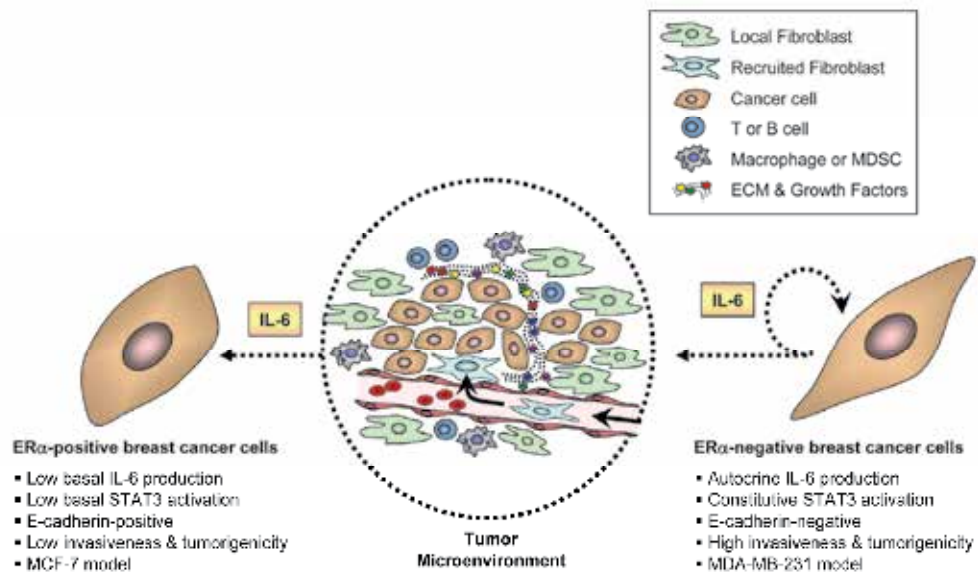 Local Fibroblast
Recruited Fibroblast
Cancer cell
T or B cell
Macrophage or MDSC
ECM & Growth Factors
IL-6
IL-6
ERα-positive breast cancer cells
▪ Low basal IL-6 production
▪ Low basal STAT3 activation
▪ E-cadherin-positive
▪ Low invasiveness & tumorigenicity
▪ MCF-7 model
Tumor
Microenvironment
ERα-negative breast cancer cells
▪ Autocrine IL-6 production
▪ Constitutive STAT3 activation
▪ E-cadherin-negative
▪ High invasiveness & tumorigenicity
▪ MDA-MB-231 model